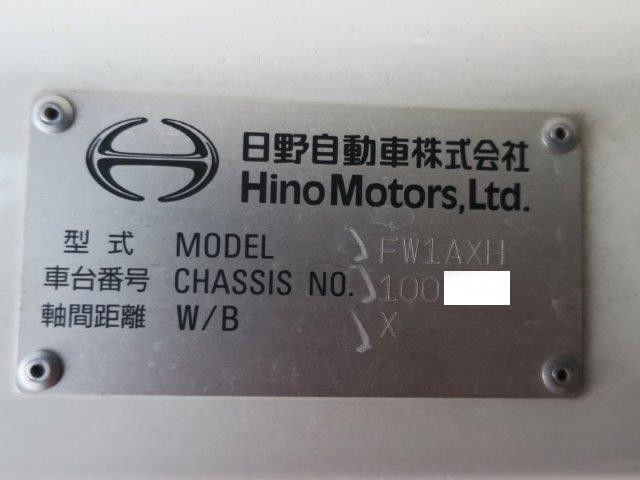 日野自動車株式会社
Hino Motors, Ltd.
型式 MODEL FW1AXH
車台番号 CHASSIS NO. 100
軸間距離 W/B X